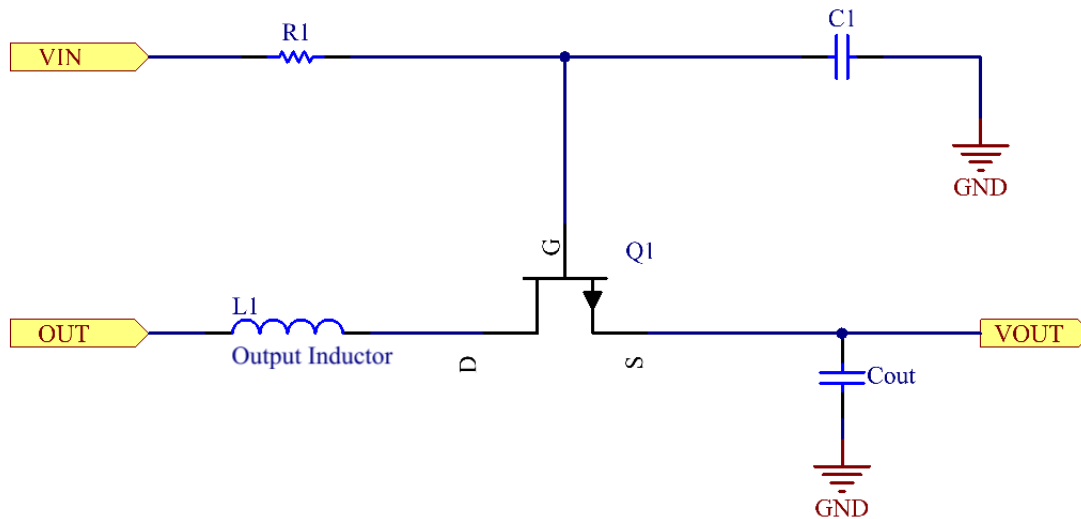 VIN
R1
C1
GND
G
Q1
OUT
L1
Output Inductor
D
S
VOUT
Cout
GND